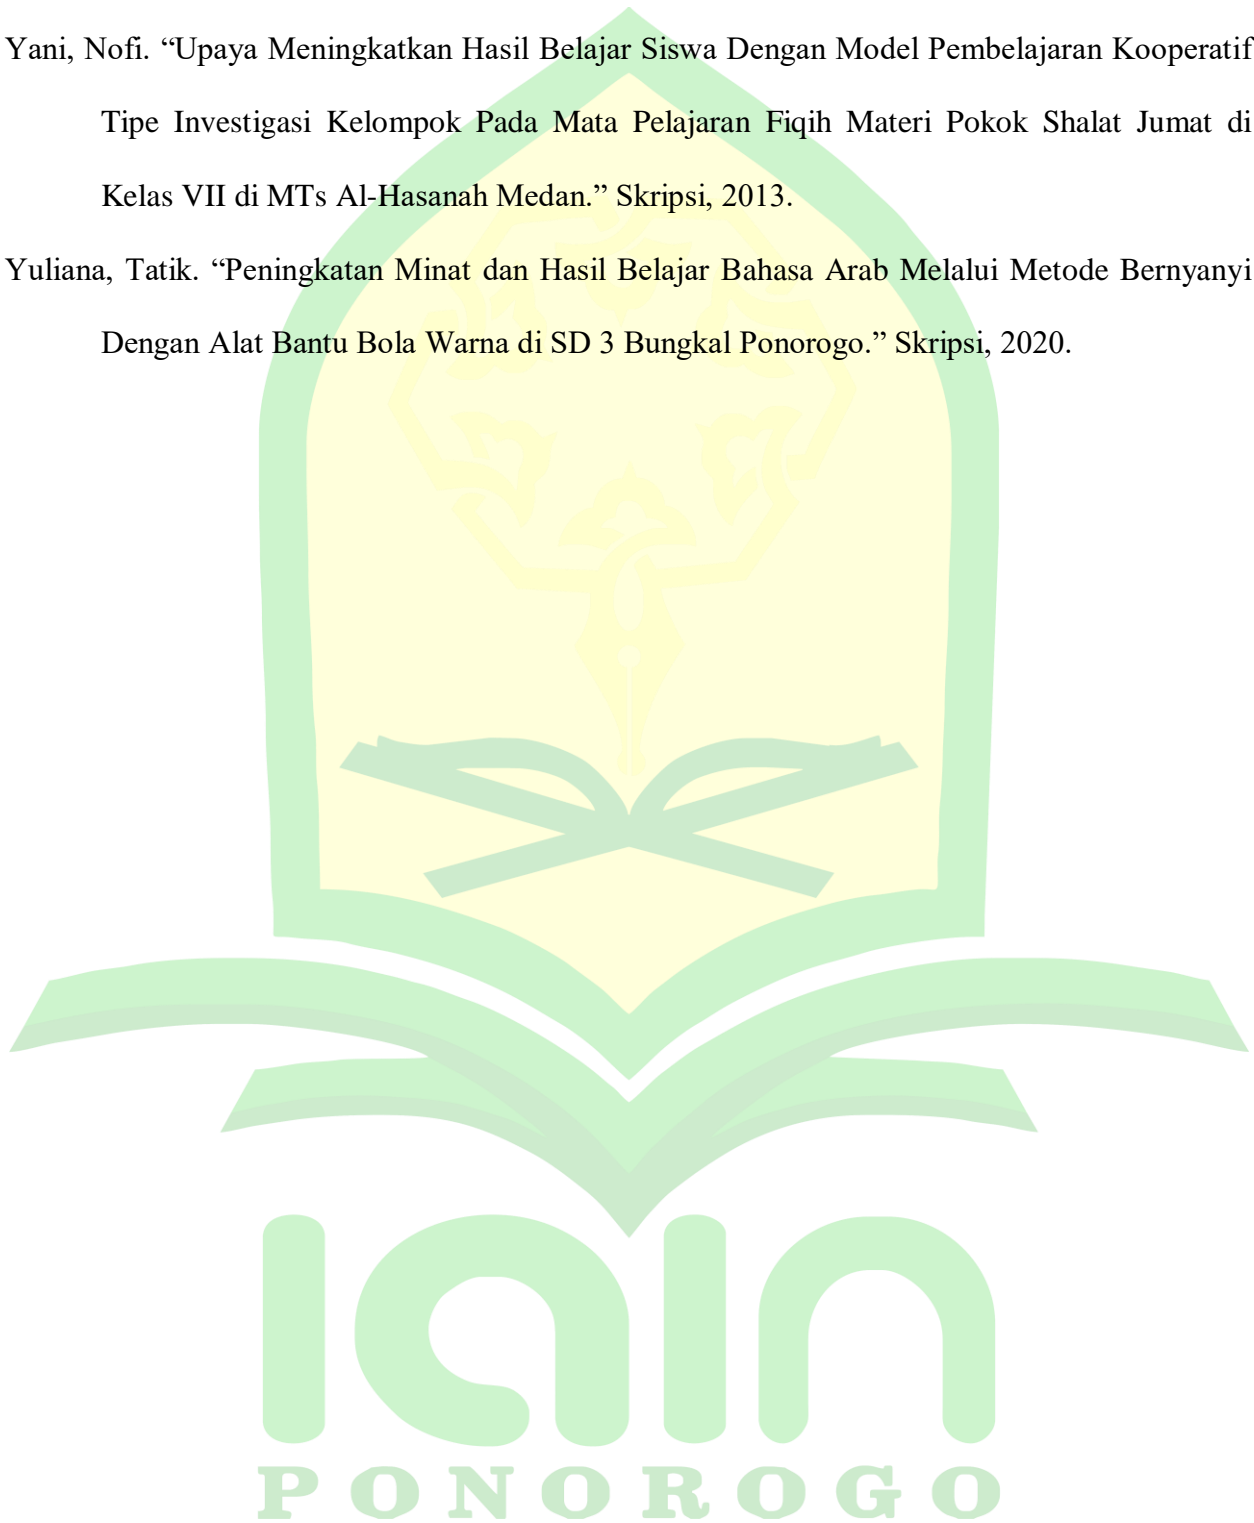 Yani, Nofi. “Upaya Meningkatkan Hasil Belajar Siswa Dengan Model Pembelajaran Kooperatif
Tipe Investigasi Kelompok Pada Mata Pelajaran Fiqih Materi Pokok Shalat Jumat di
Kelas VII di MTs Al-Hasanah Medan.” Skripsi, 2013.
Yuliana, Tatik. “Peningkatan Minat dan Hasil Belajar Bahasa Arab Melalui Metode Bernyanyi
Dengan Alat Bantu Bola Warna di SD 3 Bungkal Ponorogo.” Skripsi, 2020.
iain
PONOROGO